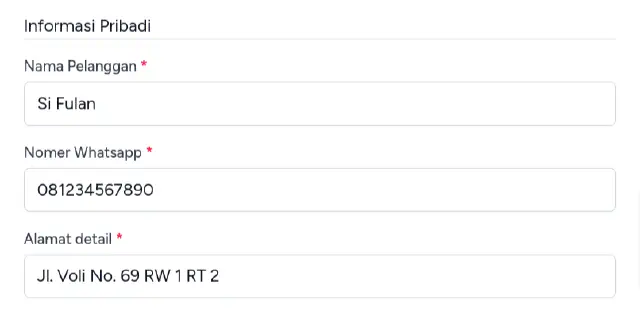 Informasi Pribadi
Nama Pelanggan *
Si Fulan
Nomer Whatsapp *
081234567890
Alamat detail *
Jl. Voli No. 69 RW 1 RT 2